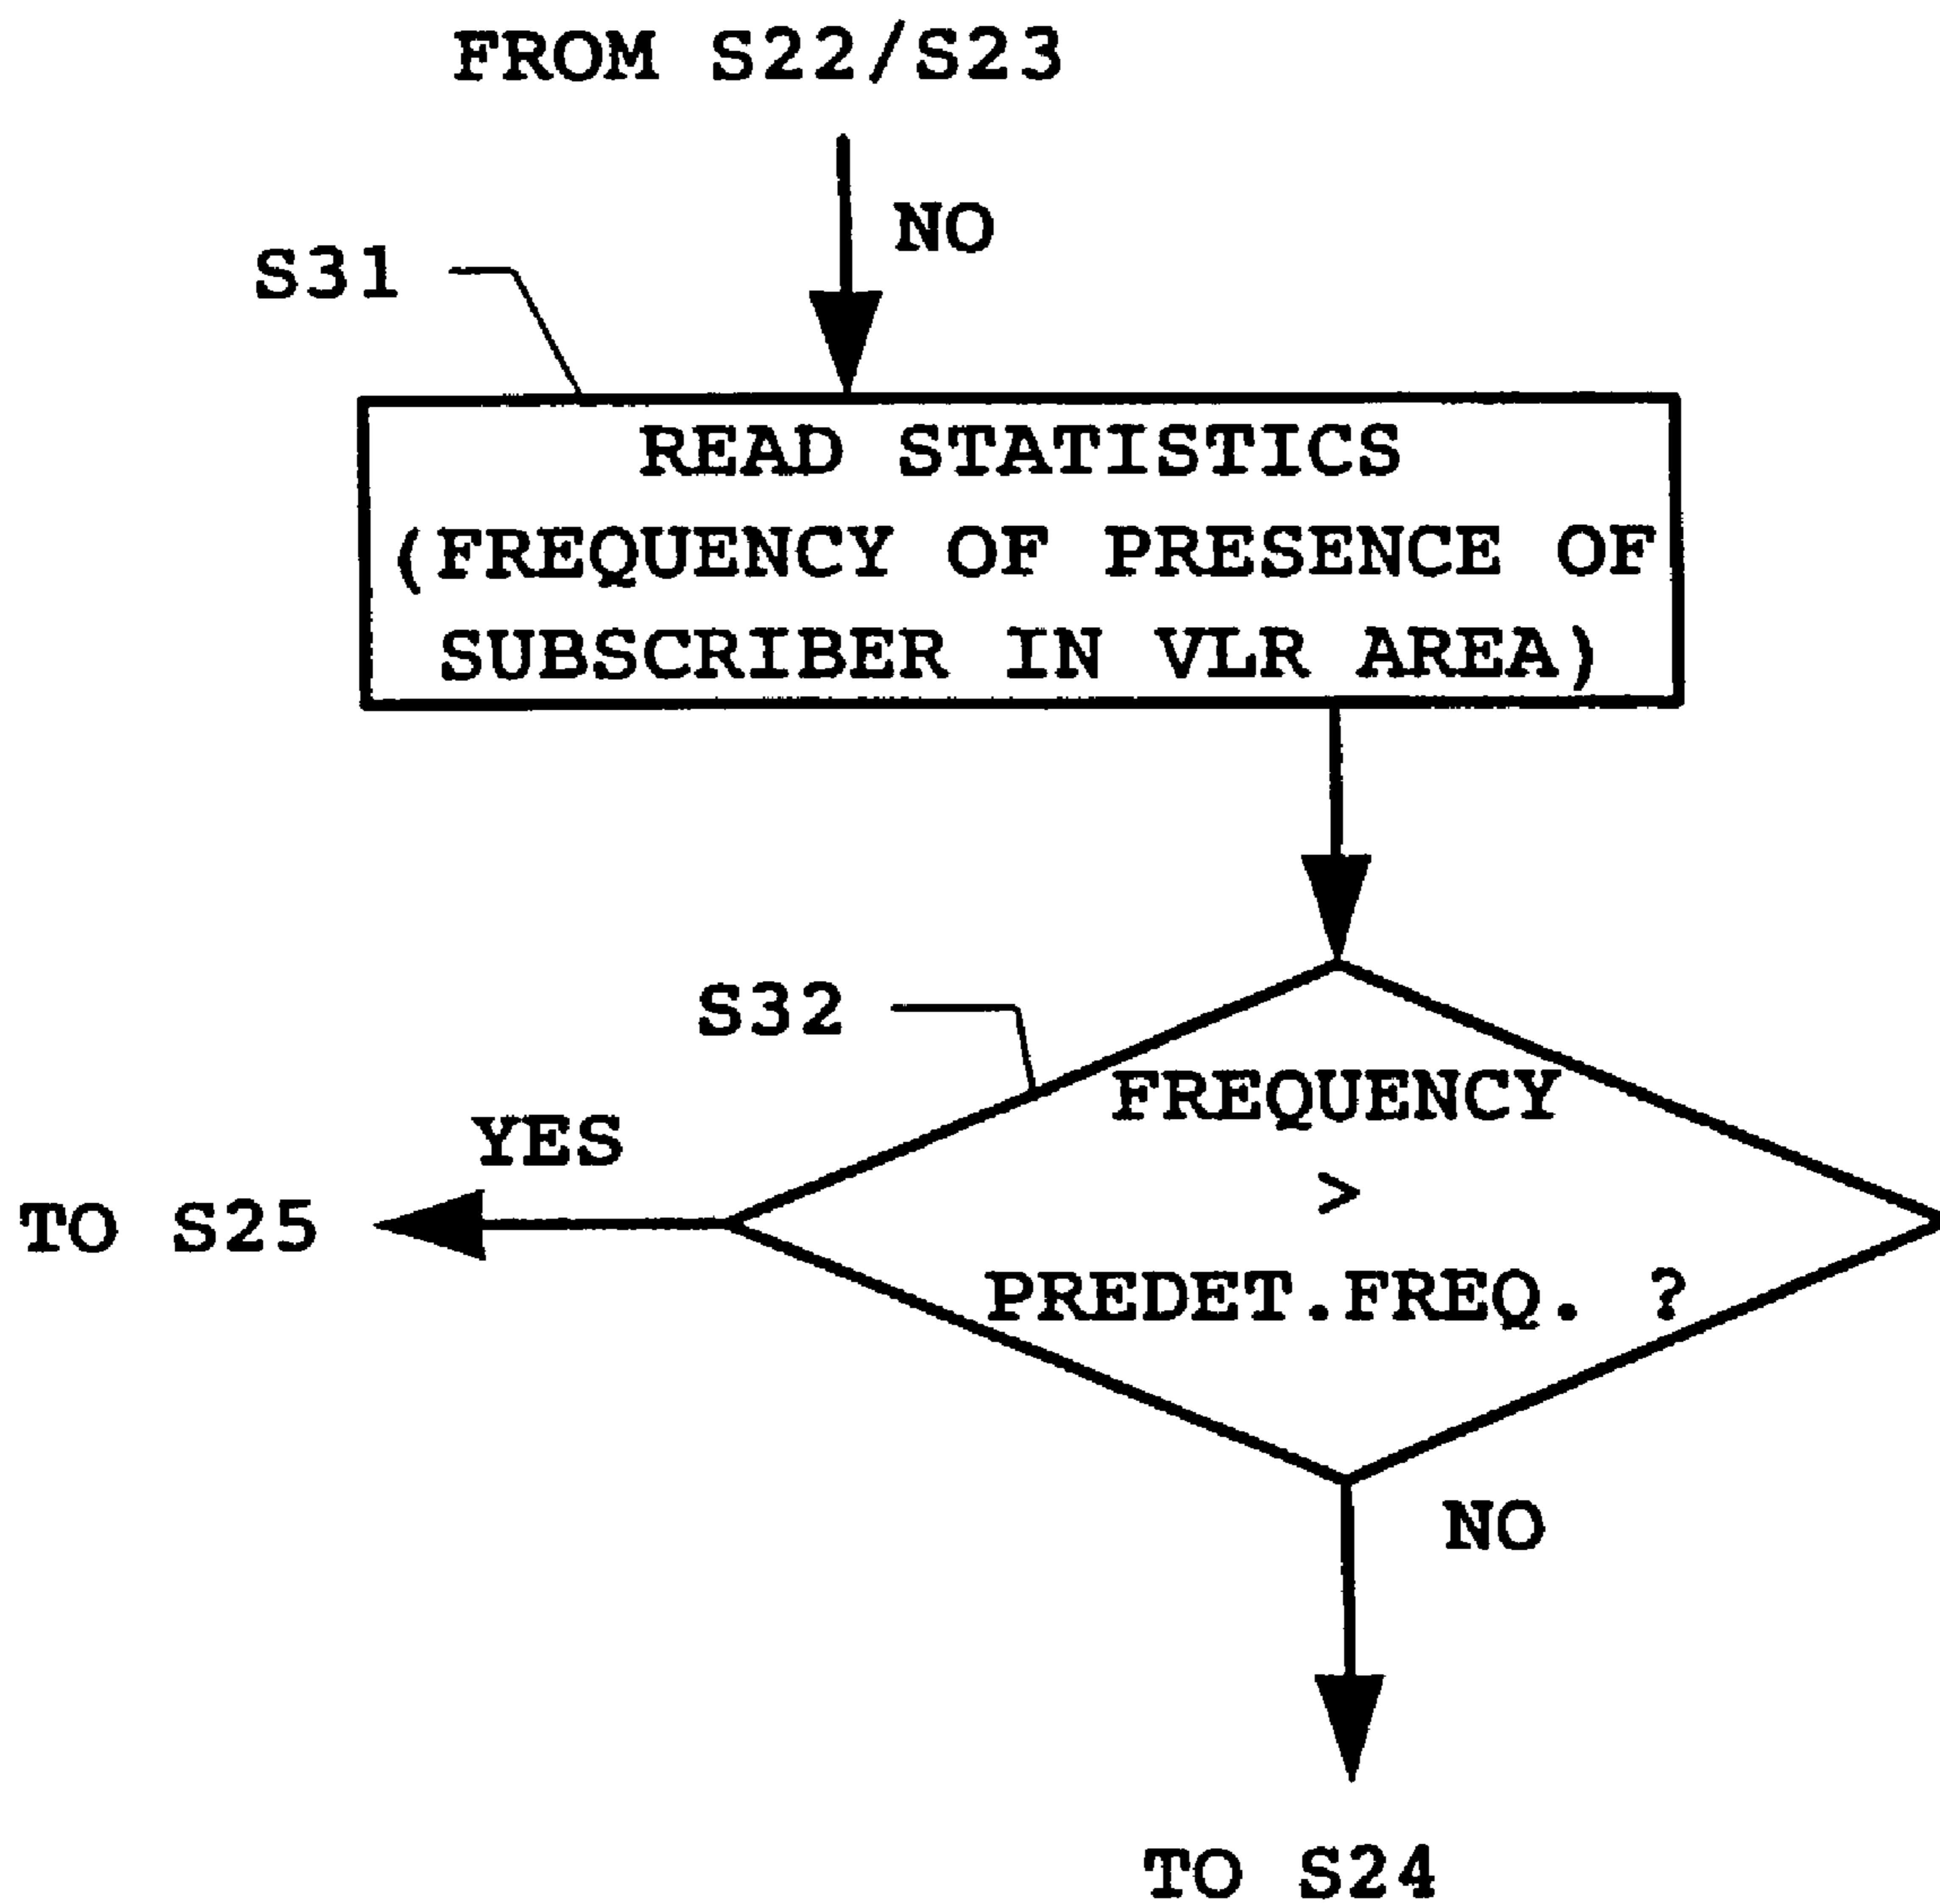 FROM S22/S23
NO
S31
READ STATISTICS
(FREQUENCY OF PRESENCE OF
SUBSCRIBER IN VLR AREA)
S32
FREQUENCY
>
PREDET.FREQ. ?
YES
TO S25
NO
TO S24